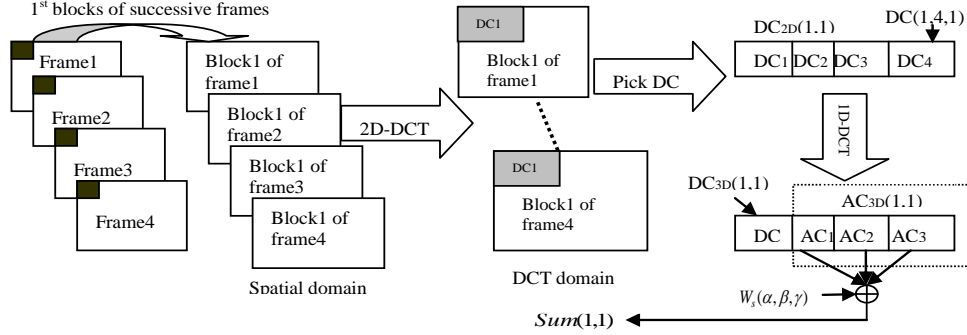 1st blocks of successive frames
Frame1
Frame2
Frame3
Frame4
Block1 of
frame1
Block1 of
frame2
Block1 of
frame3
Block1 of
frame4
Spatial domain
2D-DCT
DC1
Block1 of
frame1
DC1
Block1 of
frame4
DCT domain
Pick DC
DC2D(1,1)
DC(1,4,1)
DC1 DC2 DC3 DC4
1D-DCT
DC3D(1,1)
AC3D(1,1)
DC AC1 AC2 AC3
Ws(α,β,γ)
Sum(1,1)